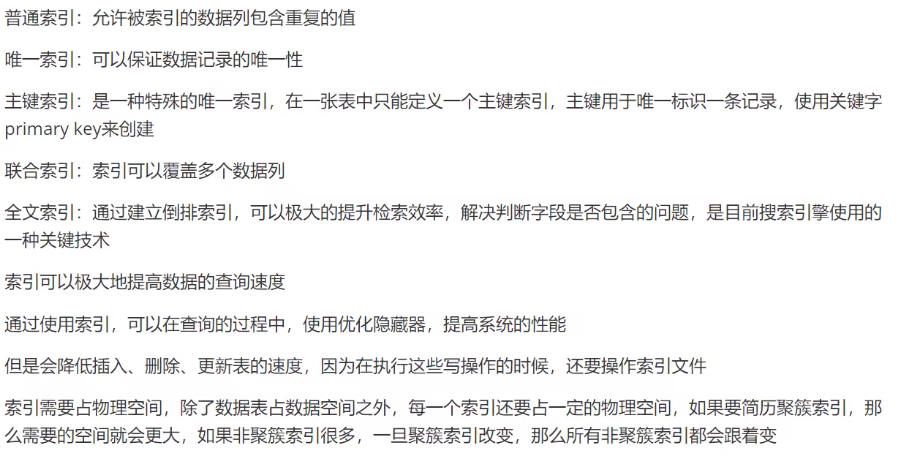 普通索引：允许被索引的数据列包含重复的值
唯一索引：可以保证数据记录的唯一性
主键索引：是一种特殊的唯一索引，在一张表中只能定义一个主键索引，主键用于唯一标识一条记录，使用关键字
primary key来创建
联合索引：索引可以覆盖多个数据列
全文索引：通过建立倒排索引，可以极大的提升检索效率，解决判断字段是否包含的问题，是目前搜索引擎使用的
一种关键技术
索引可以极大地提高数据的查询速度
通过使用索引，可以在查询的过程中，使用优化隐藏器，提高系统的性能
但是会降低插入、删除、更新表的速度，因为在执行这些写操作的时候，还要操作索引文件
索引需要占物理空间，除了数据表占数据空间之外，每一个索引还要占一定的物理空间，如果要简历聚簇索引，那
么需要的空间就会更大，如果非聚簇索引很多，一旦聚簇索引改变，那么所有非聚簇索引都会跟着变